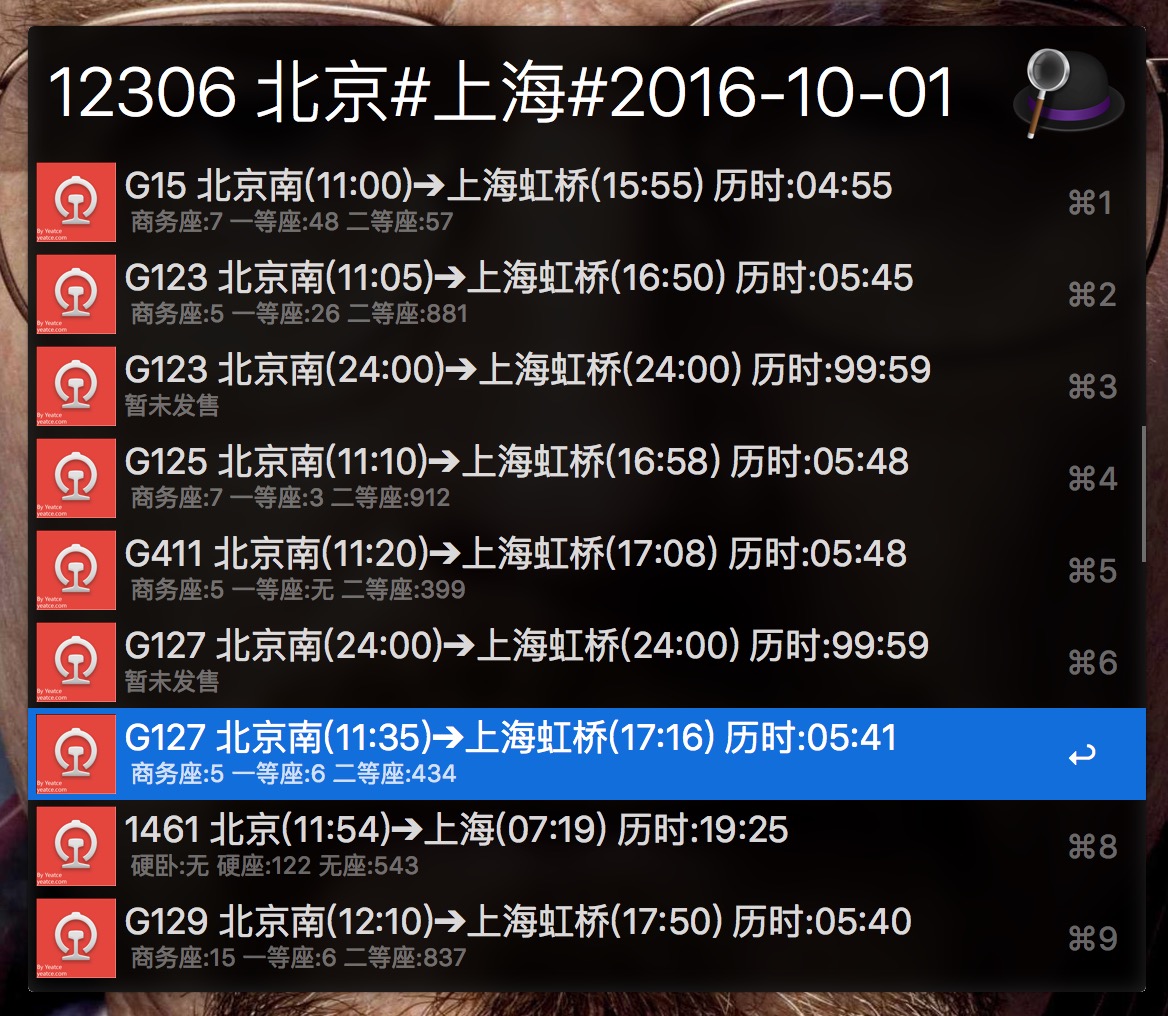 12306 北京#上海#2016-10-01
G15 北京南(11:00)➔上海虹桥(15:55) 历时:04:55
商务座:7 一等座:48 二等座:57
⌘1
By Yeatce
yeatce.com
G123 北京南(11:05)➔上海虹桥(16:50) 历时:05:45
商务座:5 一等座:26 二等座:881
⌘2
By Yeatce
yeatce.com
G123 北京南(24:00)➔上海虹桥(24:00) 历时:99:59
暂未发售
⌘3
By Yeatce
yeatce.com
G125 北京南(11:10)➔上海虹桥(16:58) 历时:05:48
商务座:7 一等座:3 二等座:912
⌘4
By Yeatce
yeatce.com
G411 北京南(11:20)➔上海虹桥(17:08) 历时:05:48
商务座:5 一等座:无 二等座:399
⌘5
By Yeatce
yeatce.com
G127 北京南(24:00)➔上海虹桥(24:00) 历时:99:59
暂未发售
⌘6
By Yeatce
yeatce.com
G127 北京南(11:35)➔上海虹桥(17:16) 历时:05:41
商务座:5 一等座:6 二等座:434
↩
By Yeatce
yeatce.com
1461 北京(11:54)➔上海(07:19) 历时:19:25
硬卧:无 硬座:122 无座:543
⌘8
By Yeatce
yeatce.com
G129 北京南(12:10)➔上海虹桥(17:50) 历时:05:40
商务座:15 一等座:6 二等座:837
⌘9
By Yeatce
yeatce.com